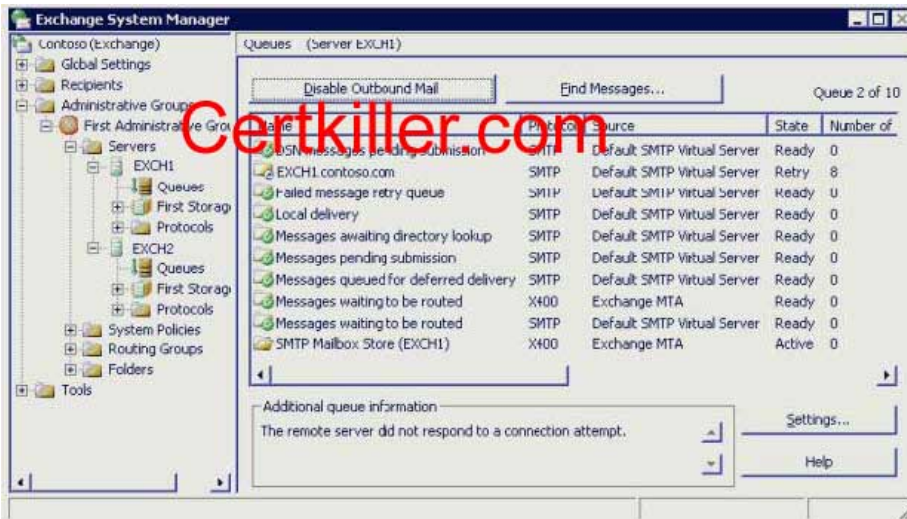 Exchange System Manager
Contoso (Exchange)
Global Settings
Recipients
Administrative Groups
First Administrative Grou
Servers
EXCH1
Queues
First Storag
Protocols
EXCH2
Queues
First Storag
Protocols
System Policies
Routing Groups
Folders
Tools
Queues (Server EXCH1)
Disable Outbound Mail
Find Messages...
Queue 2 of 10
Certkiller.com
Name Protocol Source State Number of
DSN messages pending submission SMTP Default SMTP Virtual Server Ready 0
EXCH1.contoso.com SMTP Default SMTP Virtual Server Retry 8
Failed message retry queue SMTP Default SMTP Virtual Server Ready 0
Local delivery SMTP Default SMTP Virtual Server Ready 0
Messages awaiting directory lookup SMTP Default SMTP Virtual Server Ready 0
Messages pending submission SMTP Default SMTP Virtual Server Ready 0
Messages queued for deferred delivery SMTP Default SMTP Virtual Server Ready 0
Messages waiting to be routed X400 Exchange MTA Ready 0
Messages waiting to be routed SMTP Default SMTP Virtual Server Ready 0
SMTP Mailbox Store (EXCH1) X400 Exchange MTA Active 0
Additional queue information
The remote server did not respond to a connection attempt.
Settings...
Help